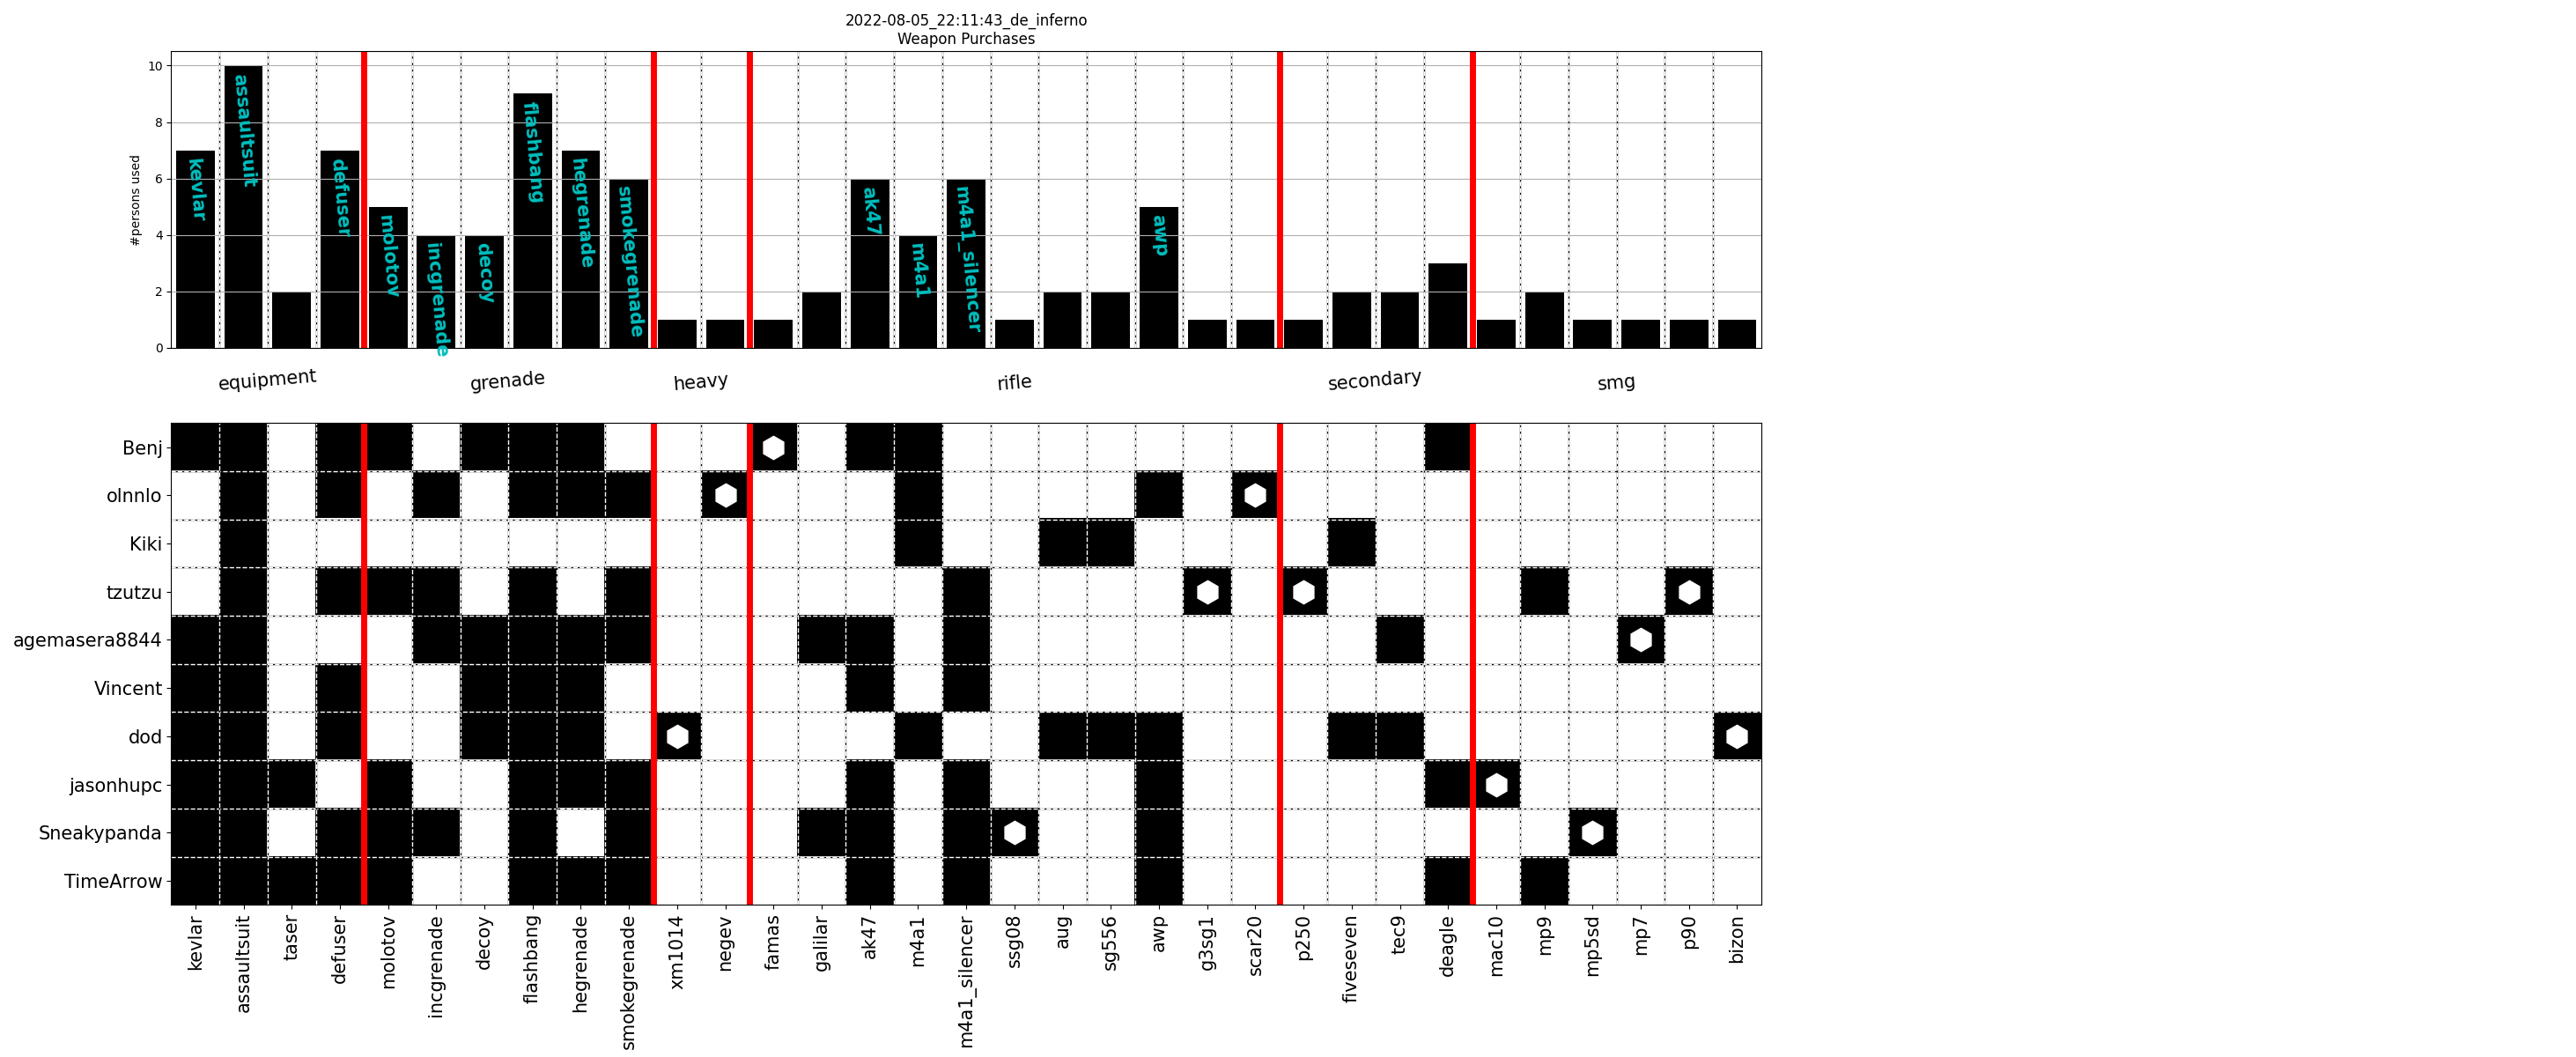 2022-08-05_22:11:43_de_inferno
Weapon Purchases
#persons used
10
8
6
4
2
0
kevlar
assaultsuit
defuser
molotov
incgrenade
decoy
flashbang
hegrenade
smokegrenade
ak47
m4a1
m4a1_silencer
awp
equipment grenade heavy rifle secondary smg
Benj
olnnlo
Kiki
tzutzu
agemasera8844
Vincent
dod
jasonhupc
Sneakypanda
TimeArrow
kevlar
assaultsuit
taser
defuser
molotov
incgrenade
decoy
flashbang
hegrenade
smokegrenade
xm1014
negev
famas
galilar
ak47
m4a1
m4a1_silencer
ssg08
aug
sg556
awp
g3sg1
scar20
p250
fiveseven
tec9
deagle
mac10
mp9
mp5sd
mp7
p90
bizon